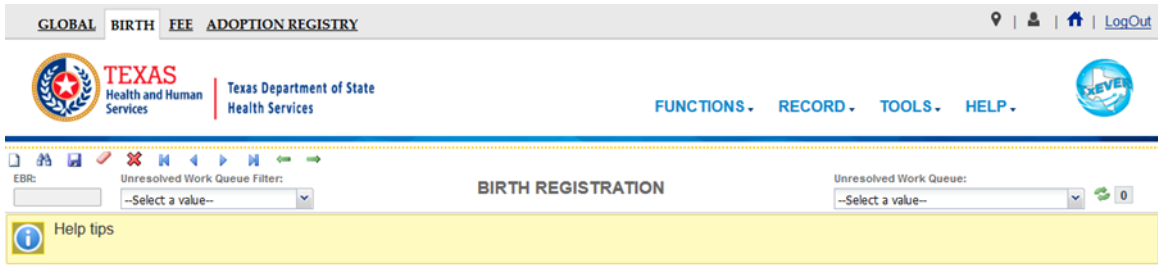 GLOBAL BIRTH FEE ADOPTION REGISTRY | | | LogOut
TEXAS
Health and Human
Services
Texas Department of State
Health Services
FUNCTIONS RECORD TOOLS HELP
TxEVER
EBR:
Unresolved Work Queue Filter:
--Select a value--
BIRTH REGISTRATION
Unresolved Work Queue:
--Select a value--
0
Help tips